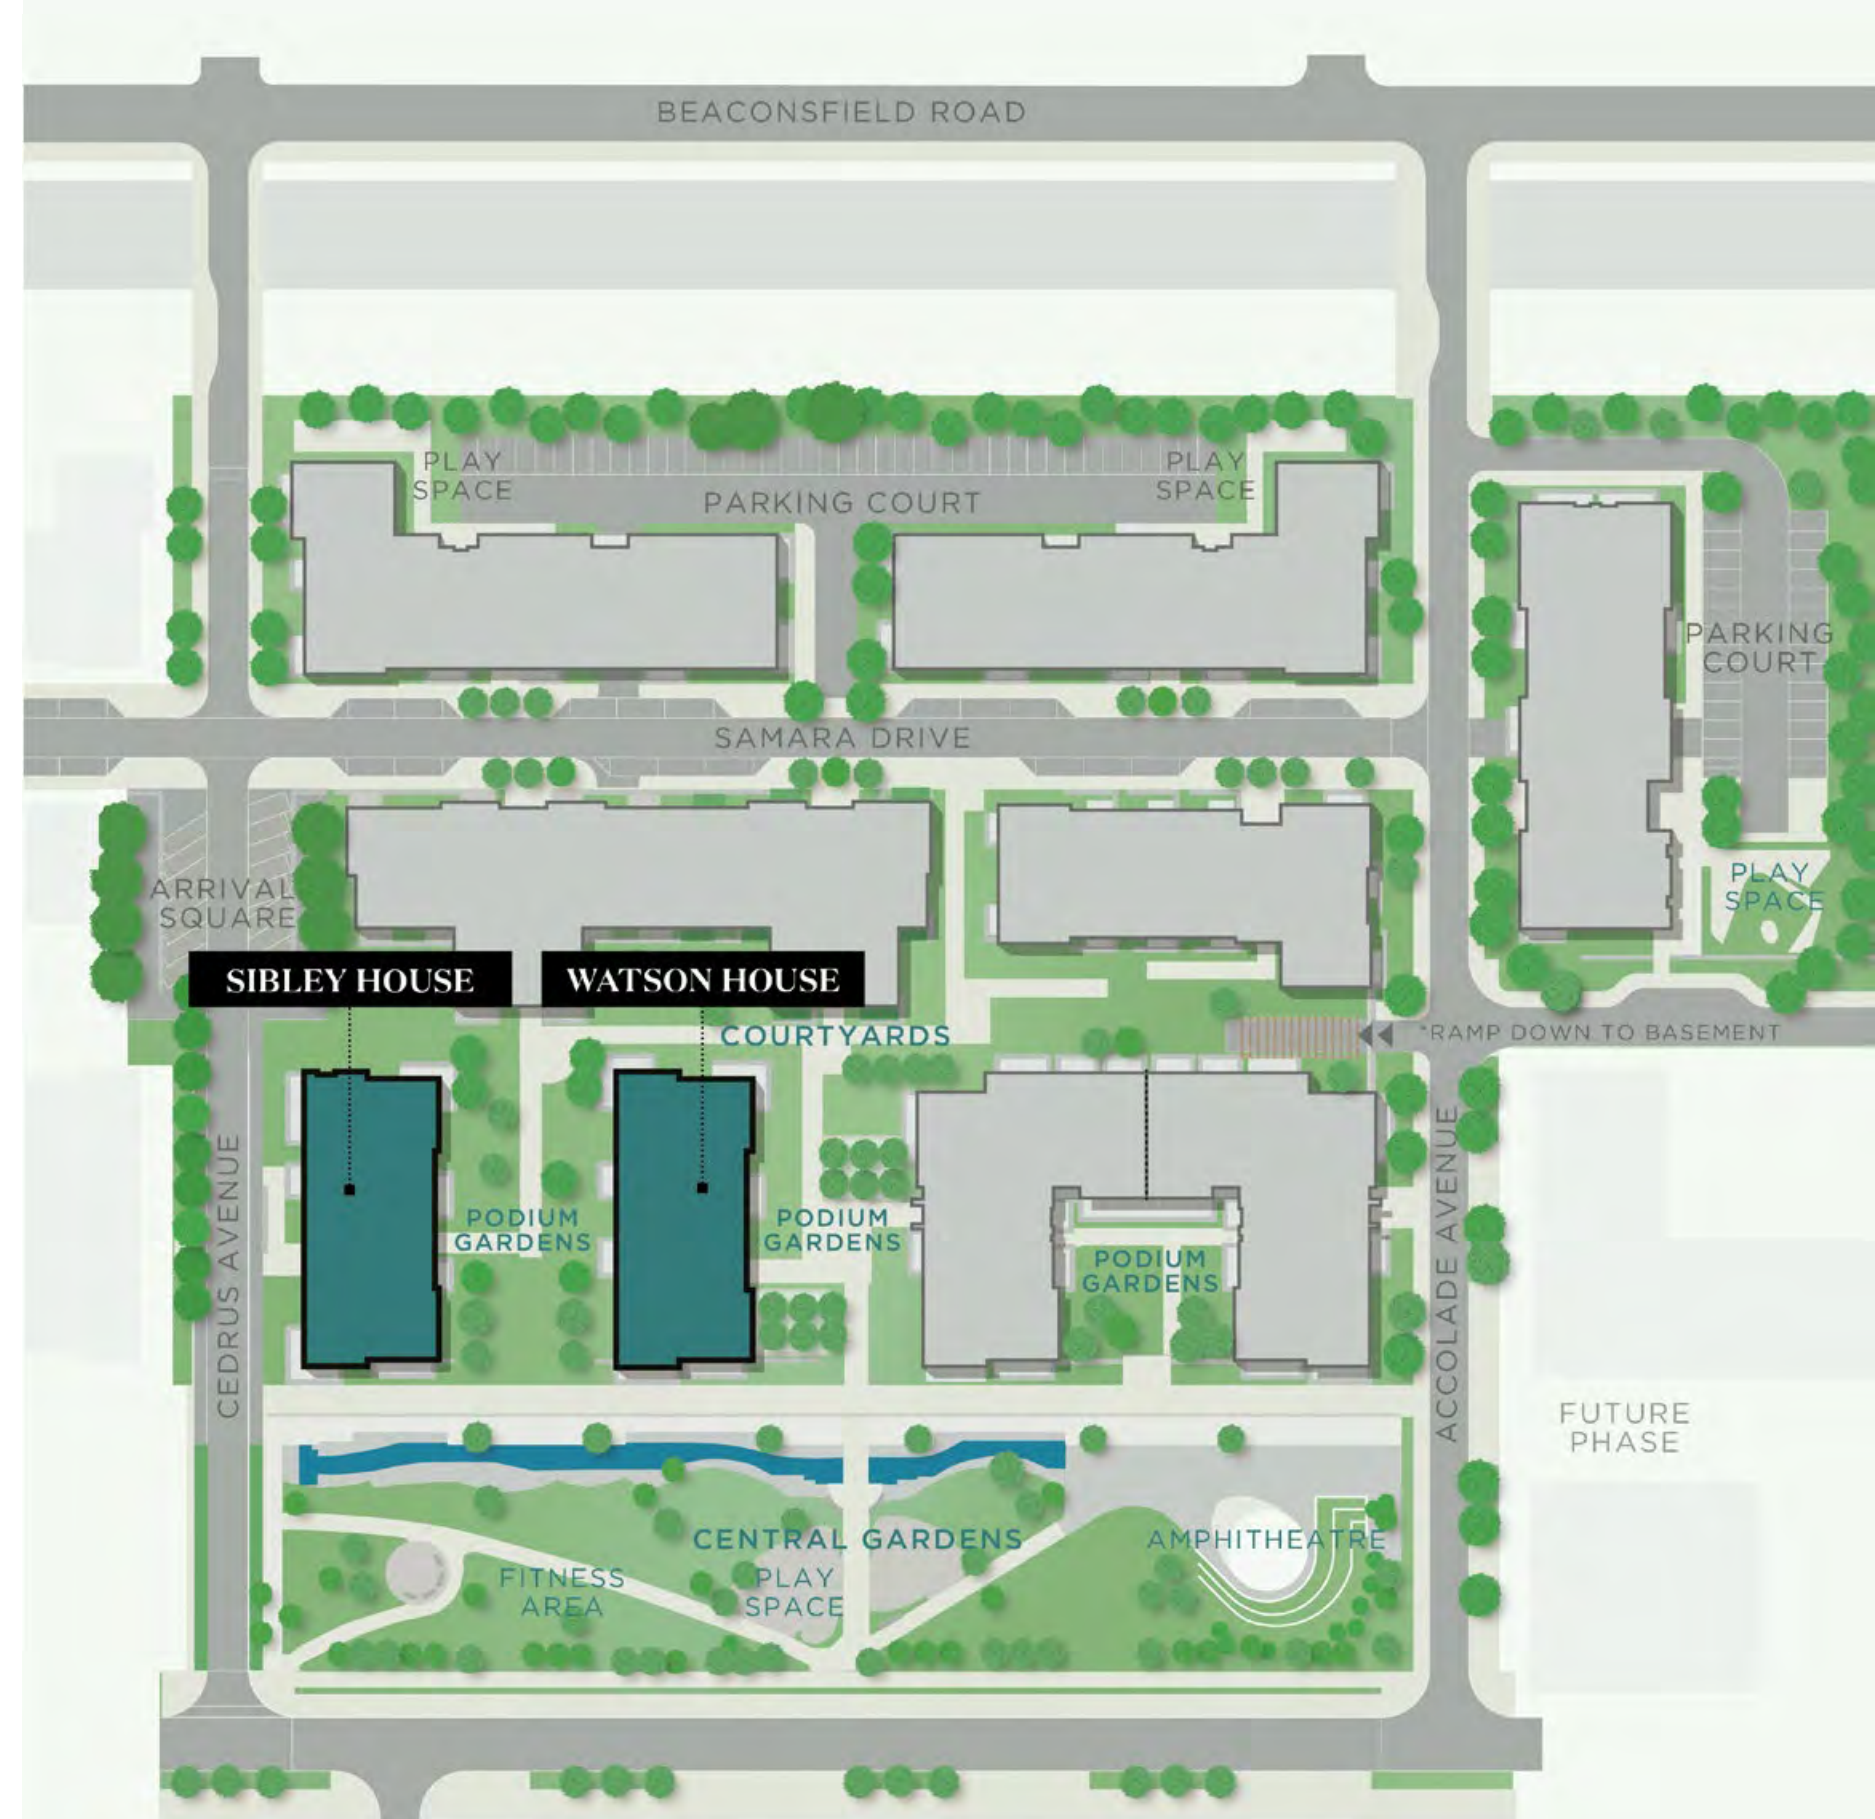 BEACONSFIELD ROAD
PLAY
SPACE
PLAY
SPACE
PARKING COURT
PARKING
COURT
SAMARA DRIVE
ARRIVAL
SQUARE
PLAY
SPACE
SIBLEY HOUSE
WATSON HOUSE
COURTYARDS
*RAMP DOWN TO BASEMENT
CEDRUS AVENUE
PODIUM
GARDENS
PODIUM
GARDENS
PODIUM
GARDENS
ACCOLADE AVENUE
FUTURE
PHASE
CENTRAL GARDENS
AMPHITHEATRE
FITNESS
AREA
PLAY
SPACE